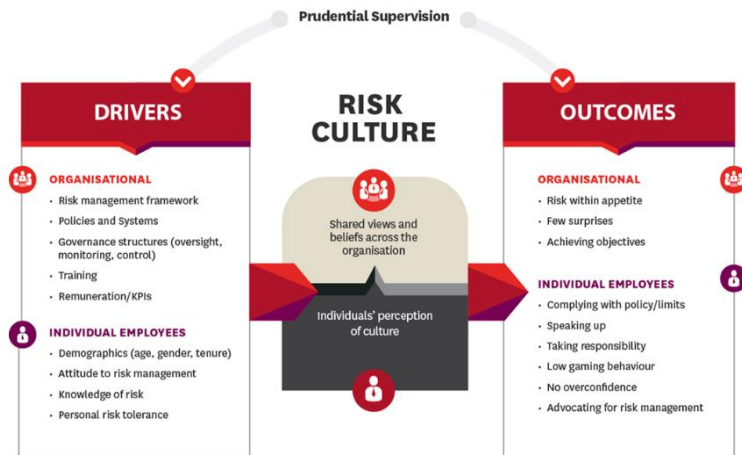 Prudential Supervision
DRIVERS
ORGANISATIONAL
• Risk management framework
• Policies and Systems
• Governance structures (oversight,
monitoring, control)
• Training
• Remuneration/KPIs
INDIVIDUAL EMPLOYEES
• Demographics (age, gender, tenure)
• Attitude to risk management
• Knowledge of risk
• Personal risk tolerance
RISK
CULTURE
Shared views and
beliefs across the
organisation
Individuals' perception
of culture
OUTCOMES
ORGANISATIONAL
• Risk within appetite
• Few surprises
• Achieving objectives
INDIVIDUAL EMPLOYEES
• Complying with policy/limits
• Speaking up
• Taking responsibility
• Low gaming behaviour
• No overconfidence
• Advocating for risk management